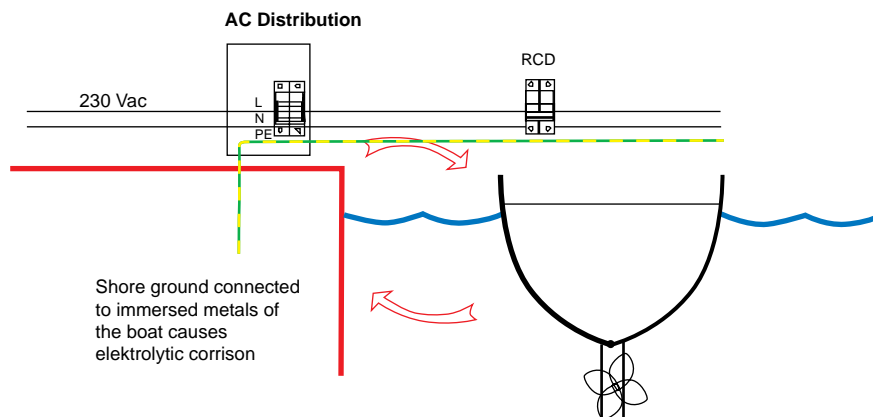 AC Distribution
RCD
230 Vac
L
N
PE
Shore ground connected
to immersed metals of
the boat causes
elektrolytic corrison